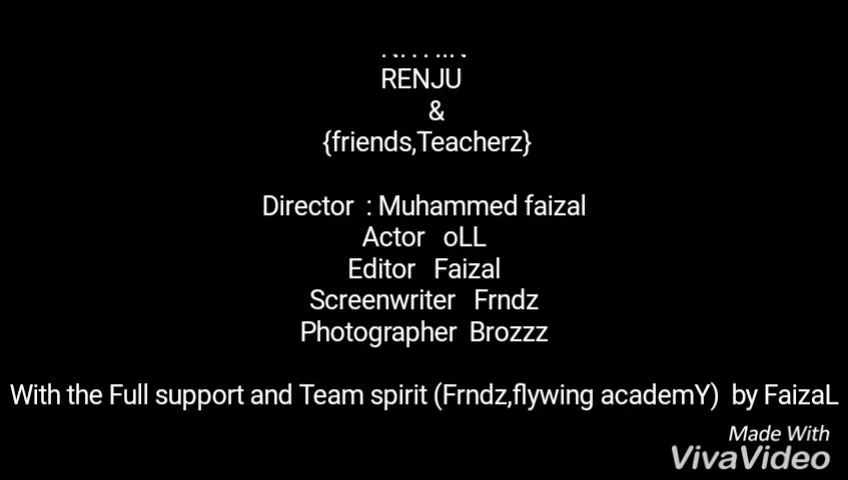 RENJU
&
{friends,Teacherz}
Director : Muhammed faizal
Actor oLL
Editor Faizal
Screenwriter Frndz
Photographer Brozzz
With the Full support and Team spirit (Frndz,flywing academY) by FaizaL
Made With
VivaVideo